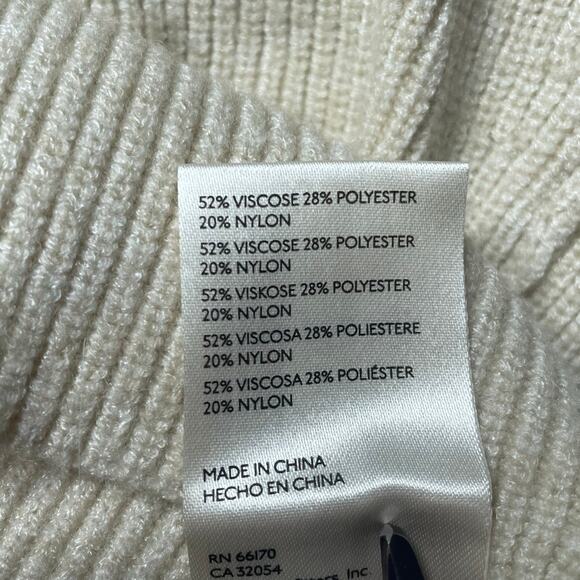 52% VISCOSE 28% POLYESTER
20% NYLON
52% VISCOSE 28% POLYESTER
20% NYLON
52% VISKOSE 28% POLYESTER
20% NYLON
52% VISCOSA 28% POLIESTERE
20% NYLON
52% VISCOSA 28% POLIÉSTER
20% NYLON
MADE IN CHINA
HECHO EN CHINA
RN 66170
CA 32054
Inc.